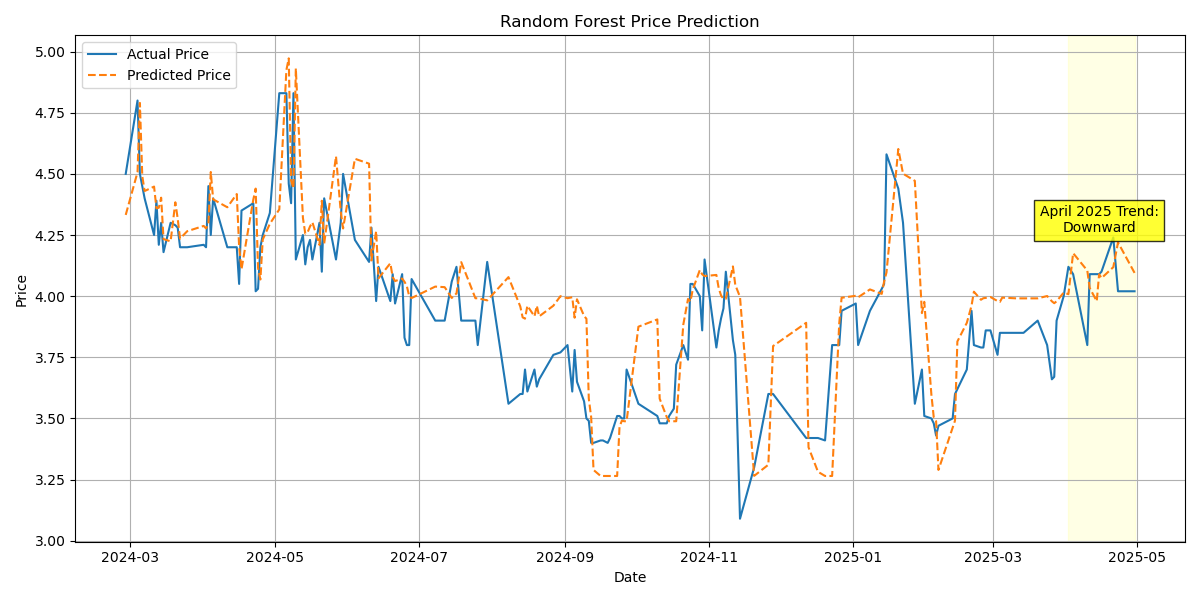 Random Forest Price Prediction
Actual Price
Predicted Price
April 2025 Trend:
Downward
Price
5.00
4.75
4.50
4.25
4.00
3.75
3.50
3.25
3.00
2024-03
2024-05
2024-07
2024-09
2024-11
2025-01
2025-03
2025-05
Date